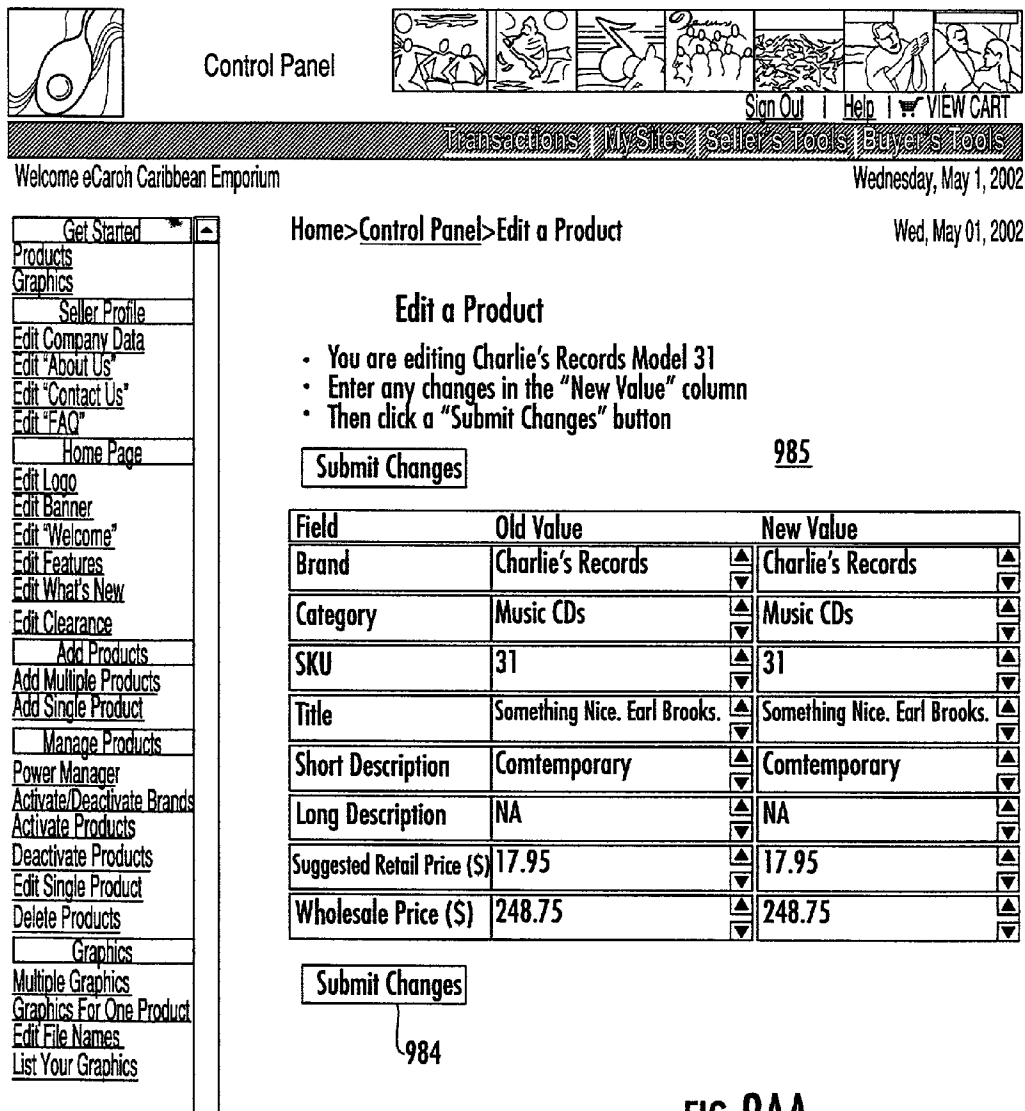 Control Panel
Sign Out | Help | VIEW CART
Transactions | My Sites | Seller's Tools | Buyer's Tools
Welcome eCaroh Caribbean Emporium
Wednesday, May 1, 2002
Get Started
Products
Graphics
Seller Profile
Edit Company Data
Edit "About Us"
Edit "Contact Us"
Edit "FAQ"
Home Page
Edit Logo
Edit Banner
Edit "Welcome"
Edit Features
Edit What's New
Edit Clearance
Add Products
Add Multiple Products
Add Single Product
Manage Products
Power Manager
Activate/Deactivate Brands
Activate Products
Deactivate Products
Edit Single Product
Delete Products
Graphics
Multiple Graphics
Graphics For One Product
Edit File Names
List Your Graphics
Home>Control Panel>Edit a Product
Wed, May 01, 2002
Edit a Product
• You are editing Charlie's Records Model 31
• Enter any changes in the "New Value" column
• Then click a "Submit Changes" button
Submit Changes
985
Field Old Value New Value
Brand Charlie's Records Charlie's Records
Category Music CDs Music CDs
SKU 31 31
Title Something Nice. Earl Brooks. Something Nice. Earl Brooks.
Short Description Comtemporary Comtemporary
Long Description NA NA
Suggested Retail Price ($) 17.95 17.95
Wholesale Price ($) 248.75 248.75
Submit Changes
984
FIG. 9AA